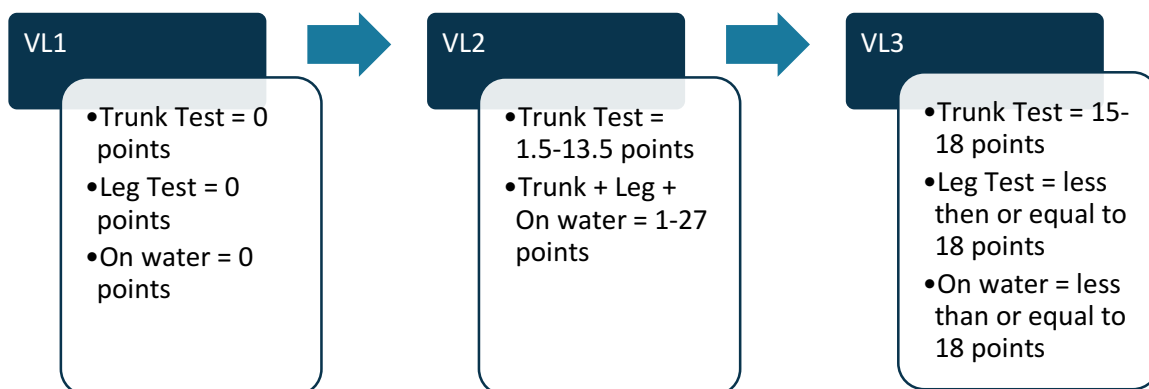 VL1
•Trunk Test = 0
points
•Leg Test = 0
points
•On water = 0
points
VL2
•Trunk Test =
1.5-13.5 points
•Trunk + Leg +
On water = 1-27
points
VL3
•Trunk Test = 15-
18 points
•Leg Test = less
then or equal to
18 points
•On water = less
than or equal to
18 points